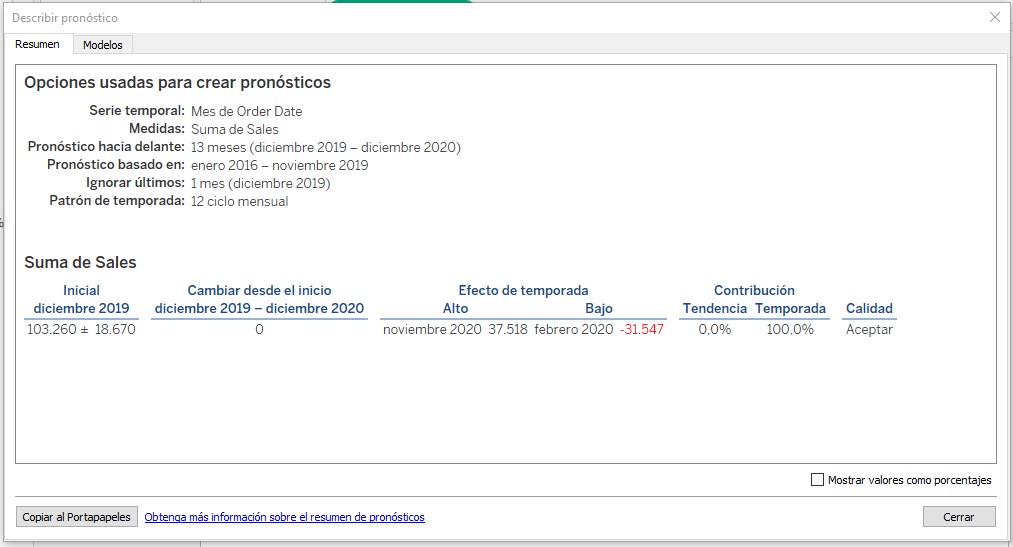 Describir pronóstico
Resumen Modelos
Opciones usadas para crear pronósticos
Serie temporal: Mes de Order Date
Medidas: Suma de Sales
Pronóstico hacia delante: 13 meses (diciembre 2019 – diciembre 2020)
Pronóstico basado en: enero 2016 – noviembre 2019
Ignorar últimos: 1 mes (diciembre 2019)
Patrón de temporada: 12 ciclo mensual
Suma de Sales
Inicial Cambiar desde el inicio Efecto de temporada Contribución
diciembre 2019 diciembre 2019 – diciembre 2020 Alto Bajo Tendencia Temporada Calidad
103.260 ± 18.670 0 noviembre 2020 37.518 febrero 2020 -31.547 0,0% 100,0% Aceptar
Mostrar valores como porcentajes
Copiar al Portapapeles Obtenga más información sobre el resumen de pronósticos Cerrar